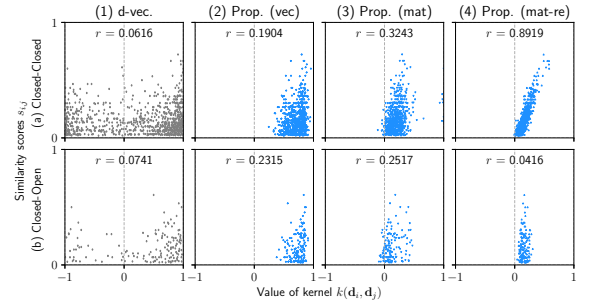 (1) d-vec. (2) Prop. (vec) (3) Prop. (mat) (4) Prop. (mat-re)
Similarity scores s_ij
(a) Closed-Closed
1
0
r = 0.0616 r = 0.1904 r = 0.3243 r = 0.8919
(b) Closed-Open
1
0
r = 0.0741 r = 0.2315 r = 0.2517 r = 0.0416
−1 0 1 0 1 0 1 −1 0 1
Value of kernel k(d_i, d_j)